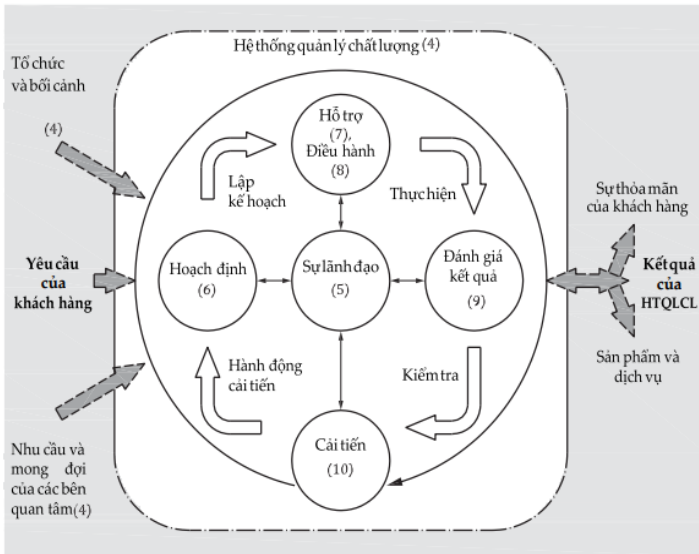 Hệ thống quản lý chất lượng (4)
Tổ chức
và bối cảnh
(4)
Hỗ trợ
(7),
Điều hành
(8)
Lập
kế hoạch
Thực hiện
Sự thỏa mãn
của khách hàng
Yêu cầu
của
khách hàng
Hoạch định
(6)
Sự lãnh đạo
(5)
Đánh giá
kết quả
(9)
Kết quả
của
HTQLCL
Hành động
cải tiến
Kiểm tra
Sản phẩm và
dịch vụ
Nhu cầu và
mong đợi
của các bên
quan tâm(4)
Cải tiến
(10)